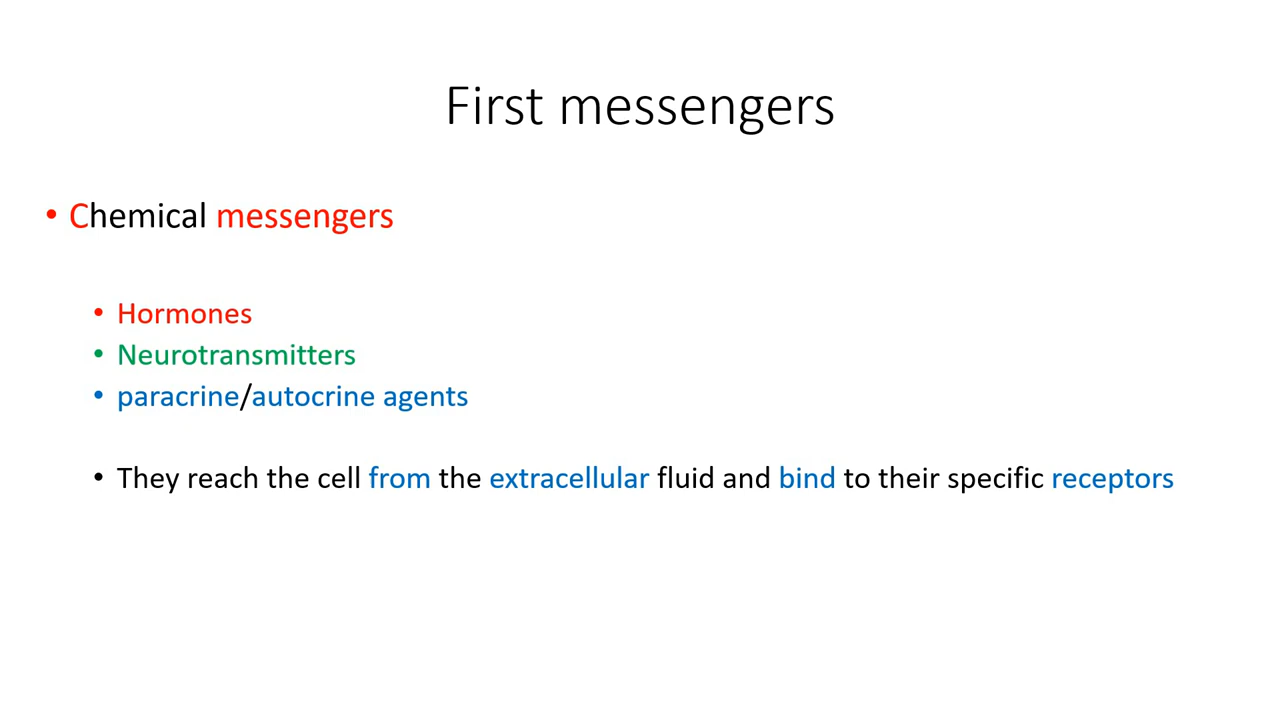 First messengers
• Chemical messengers
• Hormones
• Neurotransmitters
• paracrine/autocrine agents
• They reach the cell from the extracellular fluid and bind to their specific receptors